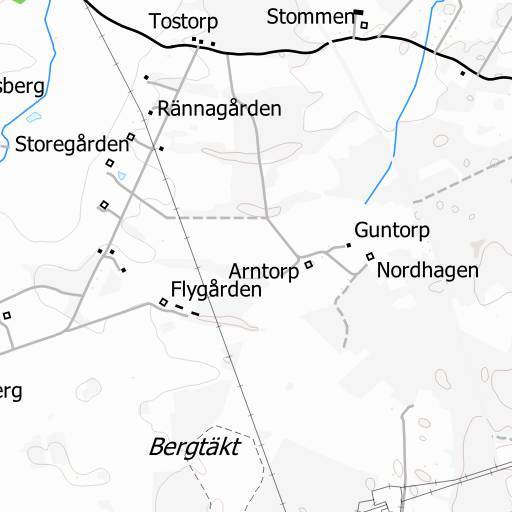 Tostorp
Stommen
sberg
Rännagården
Storegården
Guntorp
Arntorp
Nordhagen
Flygården
erg
Bergtäkt